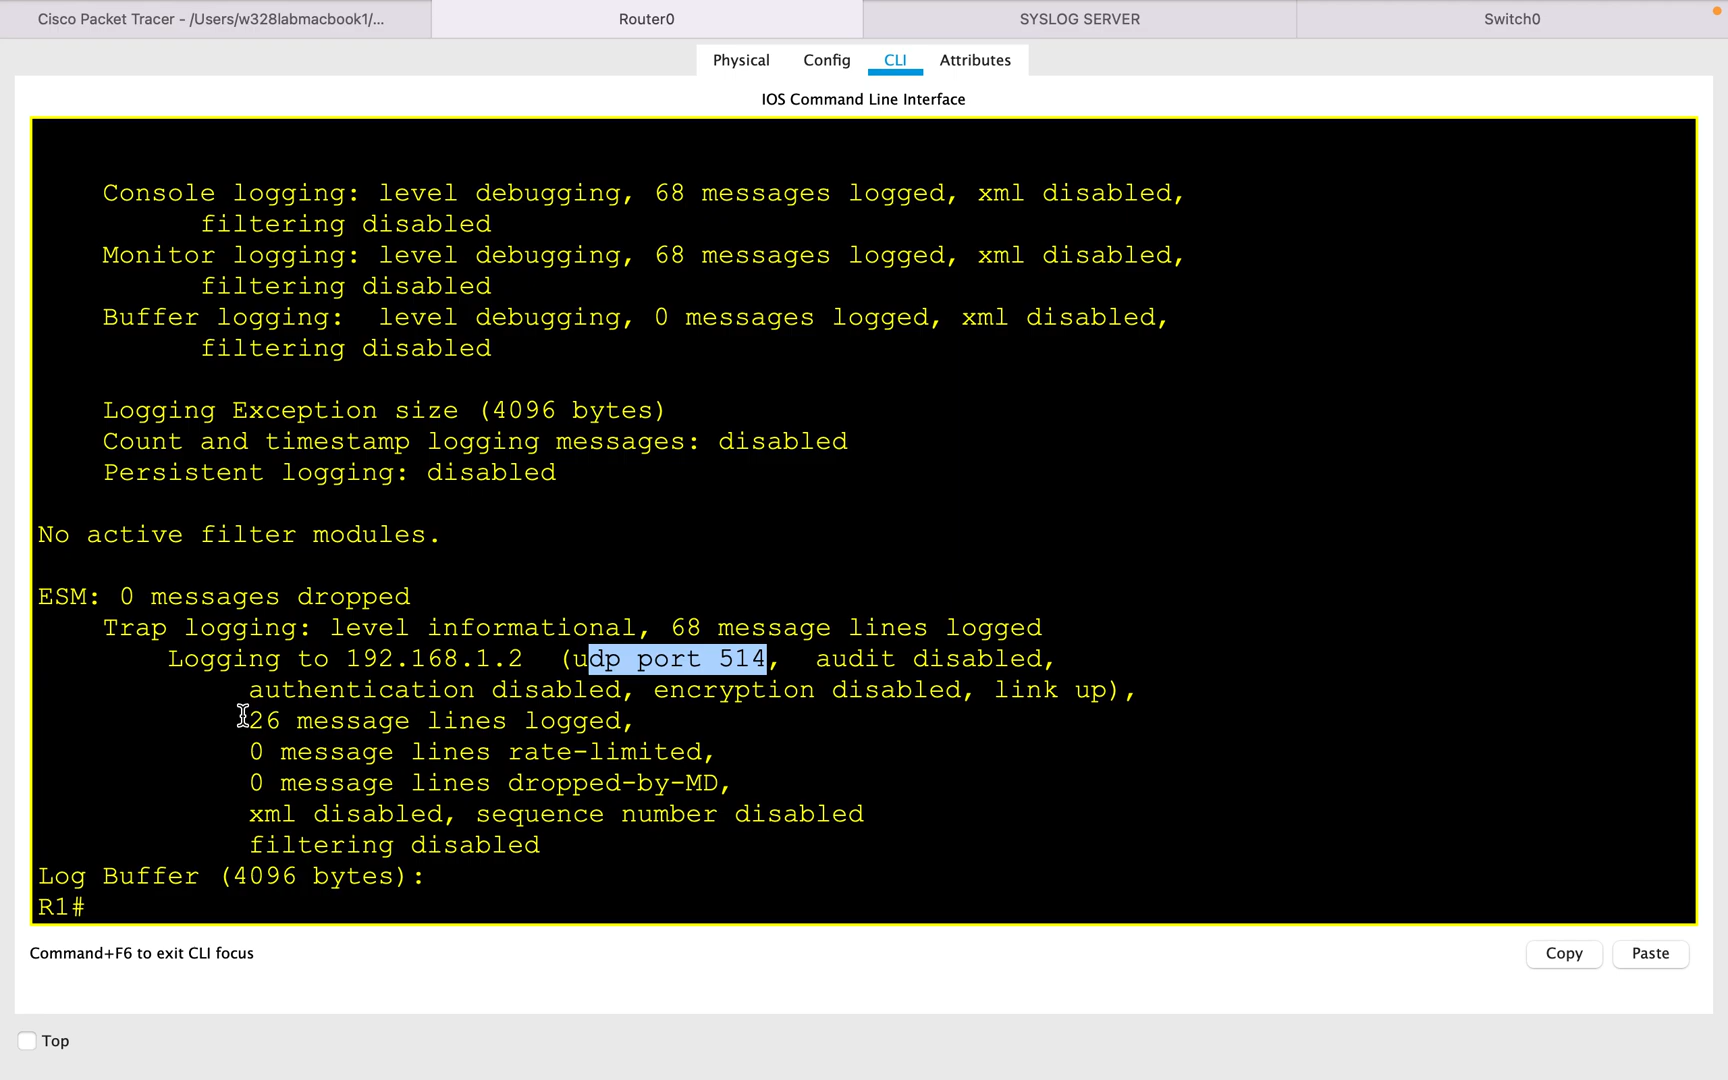 Cisco Packet Tracer - /Users/w328labmacbook1/...
Router0
SYSLOG SERVER
Switch0
Physical
Config
CLI
Attributes
IOS Command Line Interface
Console logging: level debugging, 68 messages logged, xml disabled,
filtering disabled
Monitor logging: level debugging, 68 messages logged, xml disabled,
filtering disabled
Buffer logging:  level debugging, 0 messages logged, xml disabled,
filtering disabled
Logging Exception size (4096 bytes)
Count and timestamp logging messages: disabled
Persistent logging: disabled
No active filter modules.
ESM: 0 messages dropped
Trap logging: level informational, 68 message lines logged
Logging to 192.168.1.2  (udp port 514,  audit disabled,
authentication disabled, encryption disabled, link up),
26 message lines logged,
0 message lines rate-limited,
0 message lines dropped-by-MD,
xml disabled, sequence number disabled
filtering disabled
Log Buffer (4096 bytes):
R1#
Command+F6 to exit CLI focus
Copy
Paste
Top